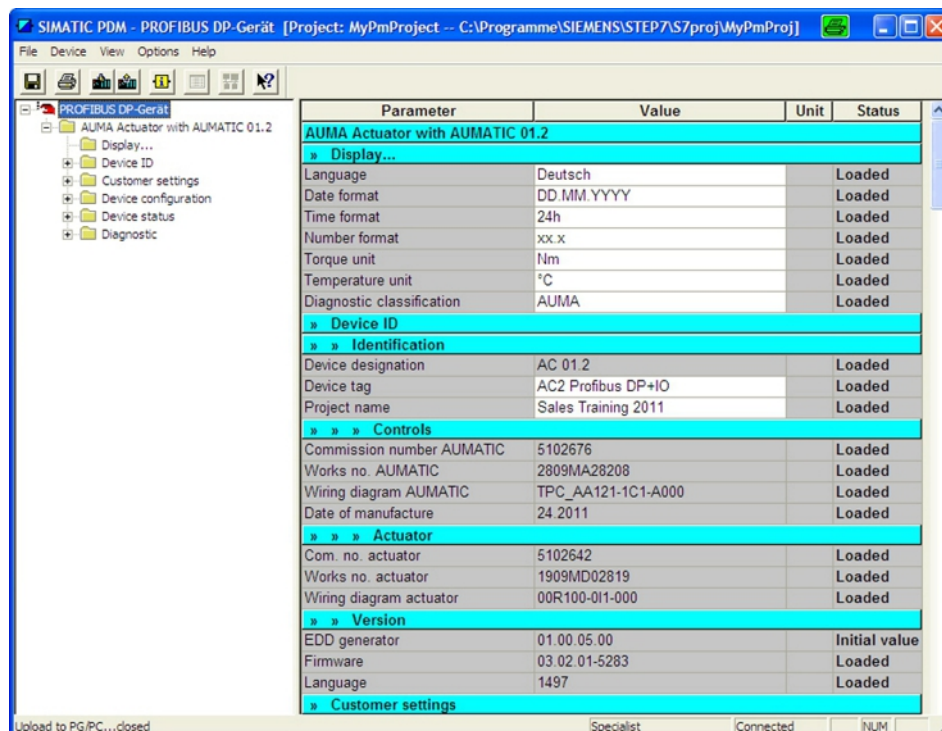 SIMATIC PDM - PROFIBUS DP-Gerät [Project: MyPmProject -- C:\Programme\SIEMENS\STEP7\S7proj\MyPmProj]
File Device View Options Help
PROFIBUS DP-Gerät
AUMA Actuator with AUMATIC 01.2
Display...
Device ID
Customer settings
Device configuration
Device status
Diagnostic
Parameter Value Unit Status
AUMA Actuator with AUMATIC 01.2
» Display...
Language Deutsch Loaded
Date format DD.MM.YYYY Loaded
Time format 24h Loaded
Number format xx.x Loaded
Torque unit Nm Loaded
Temperature unit °C Loaded
Diagnostic classification AUMA Loaded
» Device ID
» » Identification
Device designation AC 01.2 Loaded
Device tag AC2 Profibus DP+IO Loaded
Project name Sales Training 2011 Loaded
» » » Controls
Commission number AUMATIC 5102676 Loaded
Works no. AUMATIC 2809MA28208 Loaded
Wiring diagram AUMATIC TPC_AA121-1C1-A000 Loaded
Date of manufacture 24.2011 Loaded
» » » Actuator
Com. no. actuator 5102642 Loaded
Works no. actuator 1909MD02819 Loaded
Wiring diagram actuator 00R100-0I1-000 Loaded
» » Version
EDD generator 01.00.05.00 Initial value
Firmware 03.02.01-5283 Loaded
Language 1497 Loaded
» Customer settings
Upload to PG/PC...closed Specialist Connected NUM